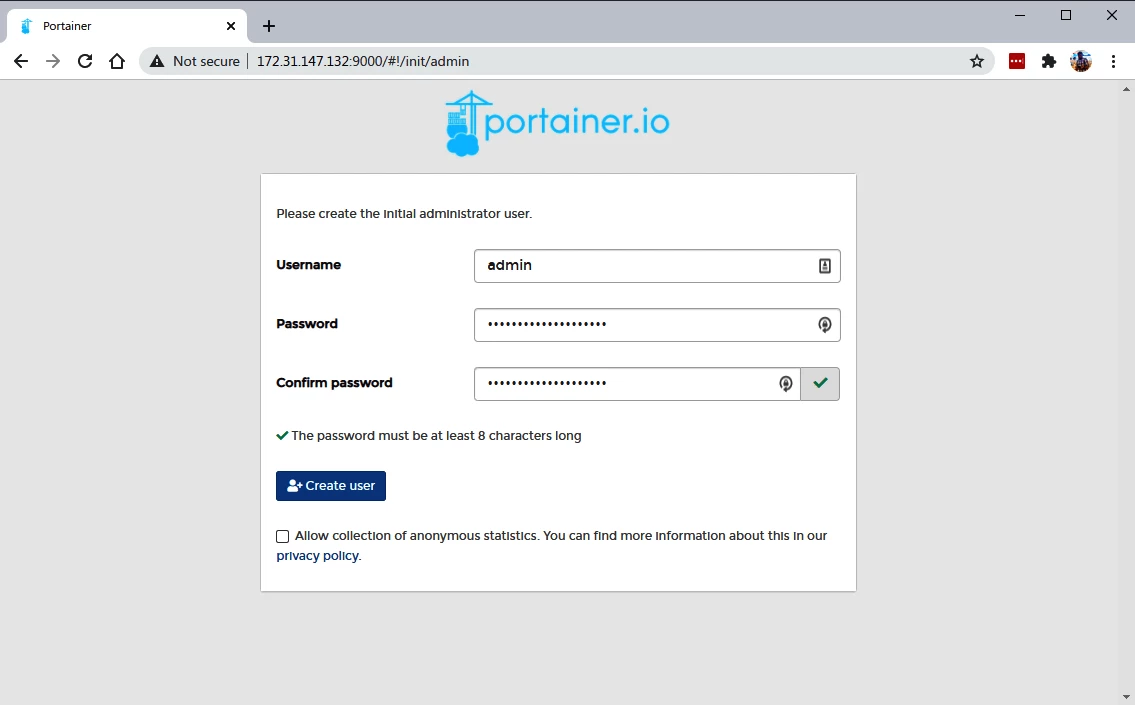 Portainer
Not secure
172.31.147.132:9000/#!/init/admin
portainer.io
Please create the initial administrator user.
Username
admin
Password
••••••••••••••••••••
Confirm password
••••••••••••••••••••
The password must be at least 8 characters long
Create user
Allow collection of anonymous statistics. You can find more information about this in our
privacy policy.